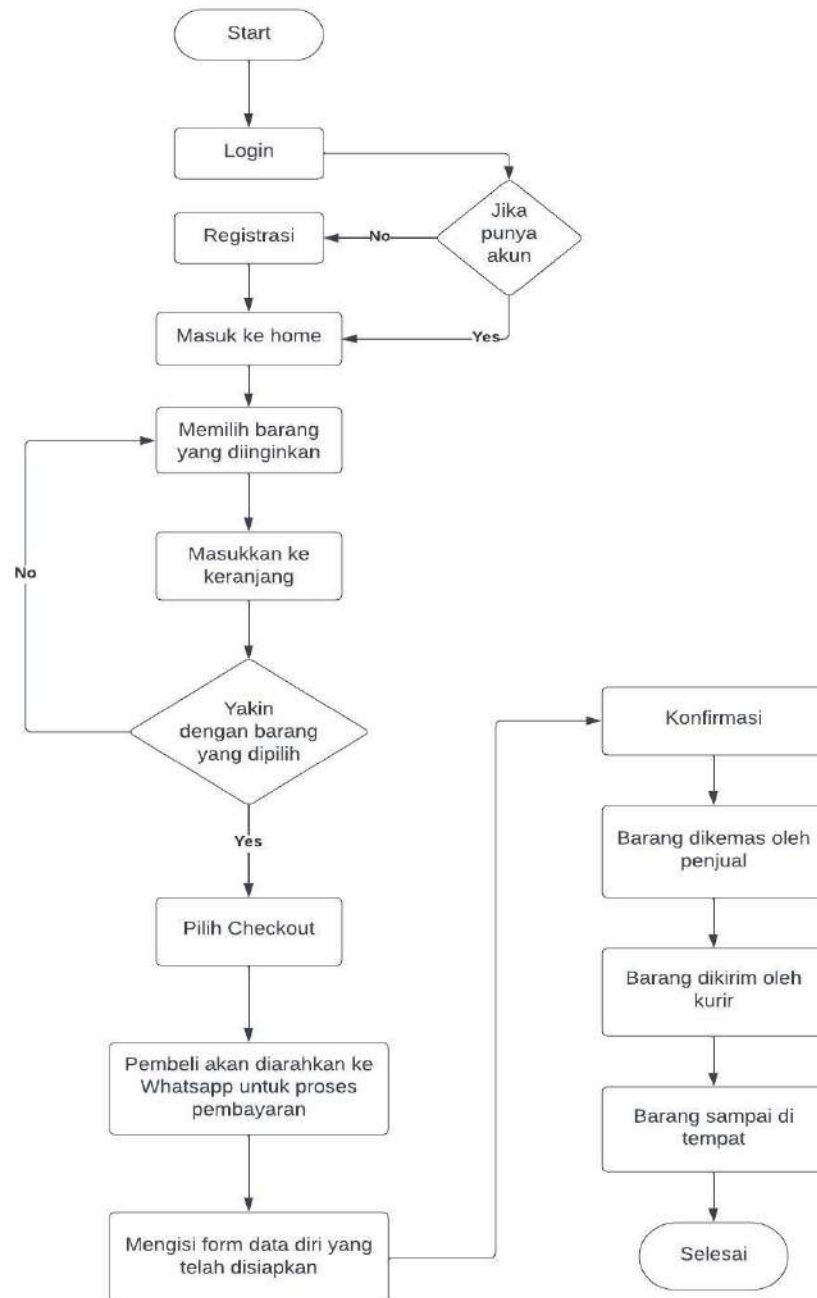 Start
Login
Jika
punya
akun
No
Registrasi
Yes
Masuk ke home
Memilih barang
yang diinginkan
Masukkan ke
keranjang
No
Yakin
dengan barang
yang dipilih
Yes
Pilih Checkout
Pembeli akan diarahkan ke
Whatsapp untuk proses
pembayaran
Mengisi form data diri yang
telah disiapkan
Konfirmasi
Barang dikemas oleh
penjual
Barang dikirim oleh
kurir
Barang sampai di
tempat
Selesai